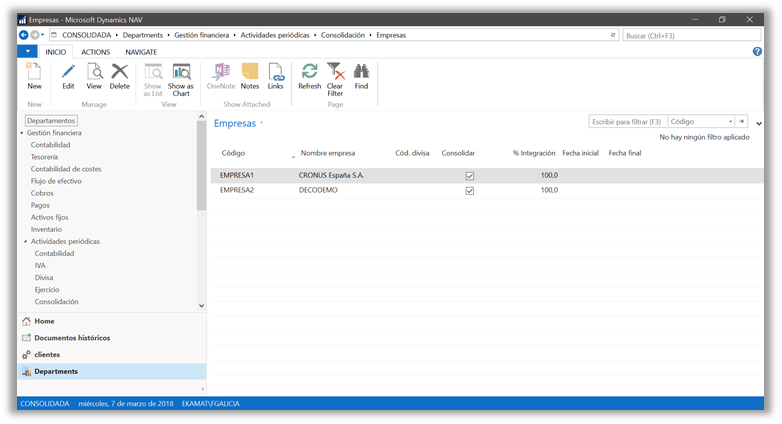 Empresas - Microsoft Dynamics NAV
CONSOLIDADA Departments Gestión financiera Actividades periódicas Consolidación Empresas
Buscar (Ctrl+F3)
INICIO ACTIONS NAVIGATE
New Edit View Delete Show as List Show as Chart OneNote Notes Links Refresh Clear Filter Find
New Manage View Show Attached Page
Departamentos
Gestión financiera
Contabilidad
Tesorería
Contabilidad de costes
Flujo de efectivo
Cobros
Pagos
Activos fijos
Inventario
Actividades periódicas
Contabilidad
IVA
Divisa
Ejercicio
Consolidación
Home
Documentos históricos
clientes
Departments
Empresas
Escribir para filtrar (F3) Código
No hay ningún filtro aplicado
Código Nombre empresa Cód. divisa Consolidar % Integración Fecha inicial Fecha final
EMPRESA1 CRONUS España S.A. 100,0
EMPRESA2 DECODEMO 100,0
CONSOLIDADA miércoles, 7 de marzo de 2018 EKAMAT\FGALICIA